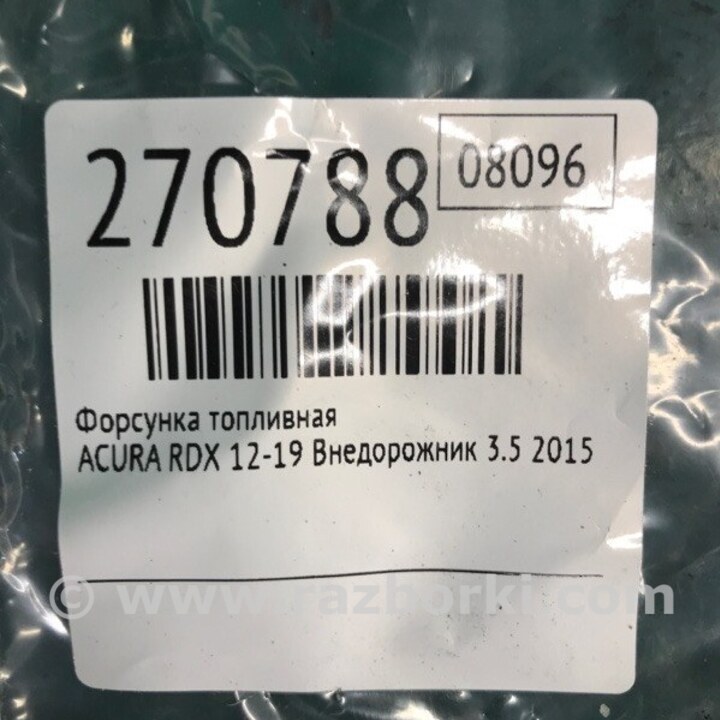 270788
08096
Форсунка топливная
ACURA RDX 12-19 Внедорожник 3.5 2015
© www.razborki.com